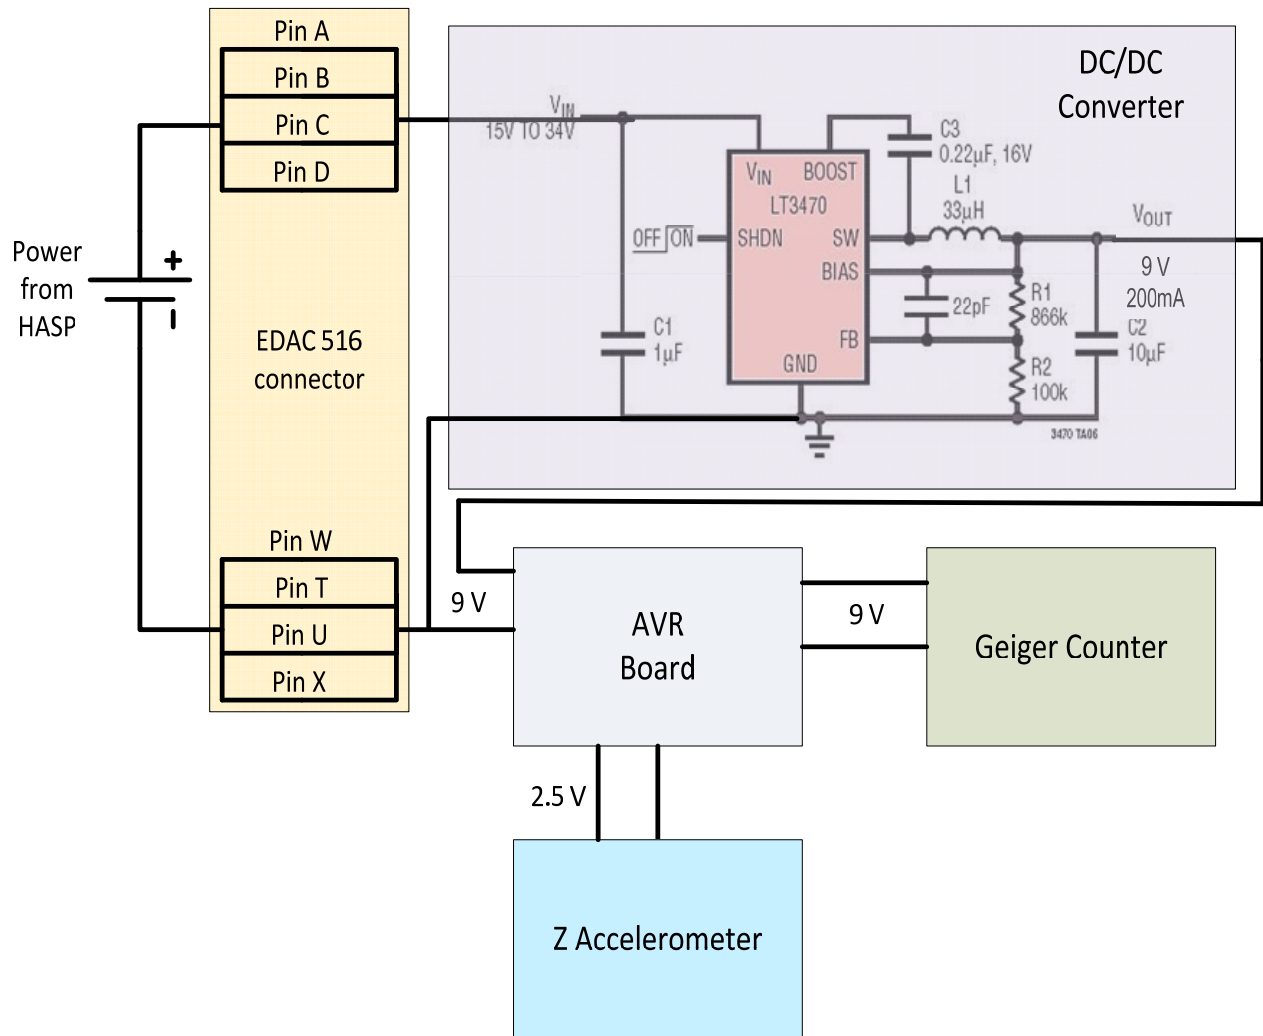 Pin A
Pin B
Pin C
Pin D
Power
from
HASP
+
−
EDAC 516
connector
Pin W
Pin T
Pin U
Pin X
DC/DC
Converter
VIN
15V TO 34V
C3
0.22µF, 16V
VIN
BOOST
LT3470
L1
33µH
OFF ON
SHDN
SW
VOUT
BIAS
9 V
200mA
22pF
R1
866k
C1
1µF
FB
C2
10µF
GND
R2
100k
3470 TA06
9 V
AVR
Board
9 V
Geiger Counter
2.5 V
Z Accelerometer